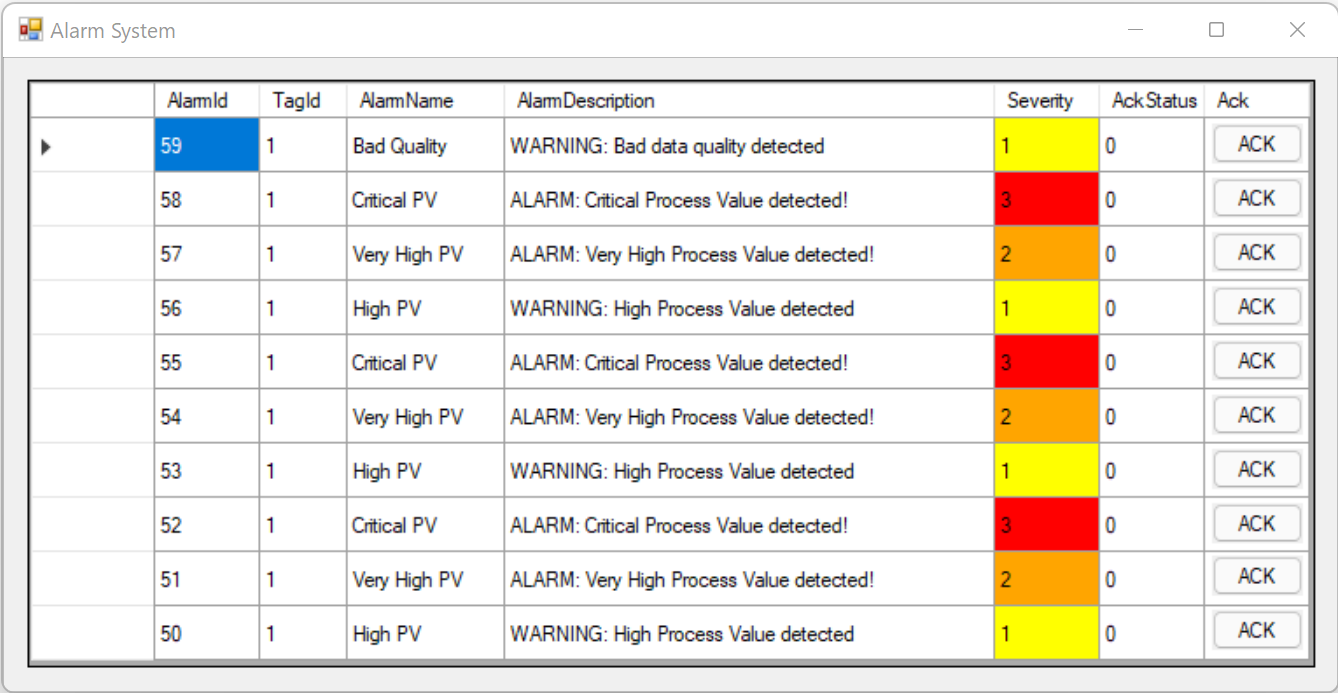 Alarm System
AlarmId TagId AlarmName AlarmDescription Severity AckStatus Ack
59 1 Bad Quality WARNING: Bad data quality detected 1 0 ACK
58 1 Critical PV ALARM: Critical Process Value detected! 3 0 ACK
57 1 Very High PV ALARM: Very High Process Value detected! 2 0 ACK
56 1 High PV WARNING: High Process Value detected 1 0 ACK
55 1 Critical PV ALARM: Critical Process Value detected! 3 0 ACK
54 1 Very High PV ALARM: Very High Process Value detected! 2 0 ACK
53 1 High PV WARNING: High Process Value detected 1 0 ACK
52 1 Critical PV ALARM: Critical Process Value detected! 3 0 ACK
51 1 Very High PV ALARM: Very High Process Value detected! 2 0 ACK
50 1 High PV WARNING: High Process Value detected 1 0 ACK